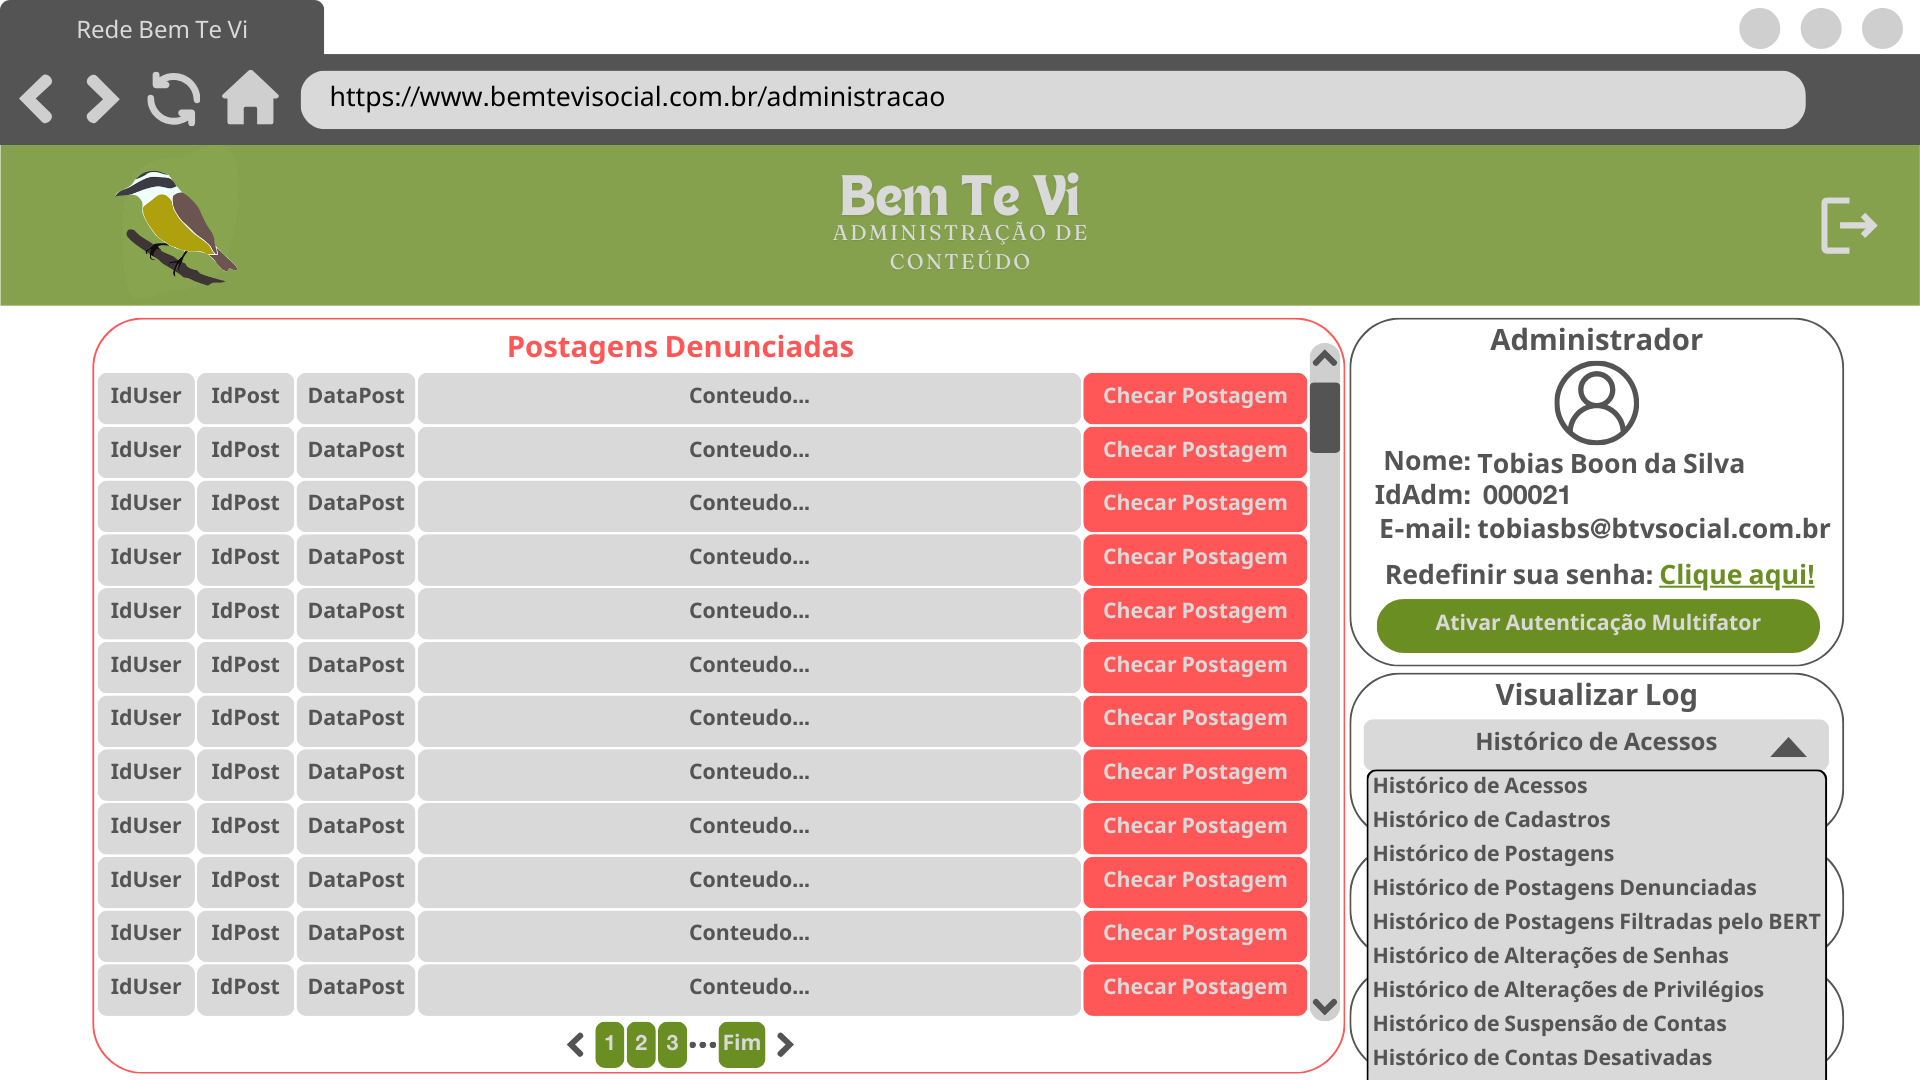 Rede Bem Te Vi
https://www.bemtevisocial.com.br/administracao
Bem Te Vi
ADMINISTRAÇÃO DE
CONTEÚDO
Postagens Denunciadas
IdUser IdPost DataPost Conteudo... Checar Postagem
IdUser IdPost DataPost Conteudo... Checar Postagem
IdUser IdPost DataPost Conteudo... Checar Postagem
IdUser IdPost DataPost Conteudo... Checar Postagem
IdUser IdPost DataPost Conteudo... Checar Postagem
IdUser IdPost DataPost Conteudo... Checar Postagem
IdUser IdPost DataPost Conteudo... Checar Postagem
IdUser IdPost DataPost Conteudo... Checar Postagem
IdUser IdPost DataPost Conteudo... Checar Postagem
IdUser IdPost DataPost Conteudo... Checar Postagem
IdUser IdPost DataPost Conteudo... Checar Postagem
IdUser IdPost DataPost Conteudo... Checar Postagem
1 2 3 ... Fim
Administrador
Nome: Tobias Boon da Silva
IdAdm: 000021
E-mail: tobiasbs@btvsocial.com.br
Redefinir sua senha: Clique aqui!
Ativar Autenticação Multifator
Visualizar Log
Histórico de Acessos
Histórico de Acessos
Histórico de Cadastros
Histórico de Postagens
Histórico de Postagens Denunciadas
Histórico de Postagens Filtradas pelo BERT
Histórico de Alterações de Senhas
Histórico de Alterações de Privilégios
Histórico de Suspensão de Contas
Histórico de Contas Desativadas